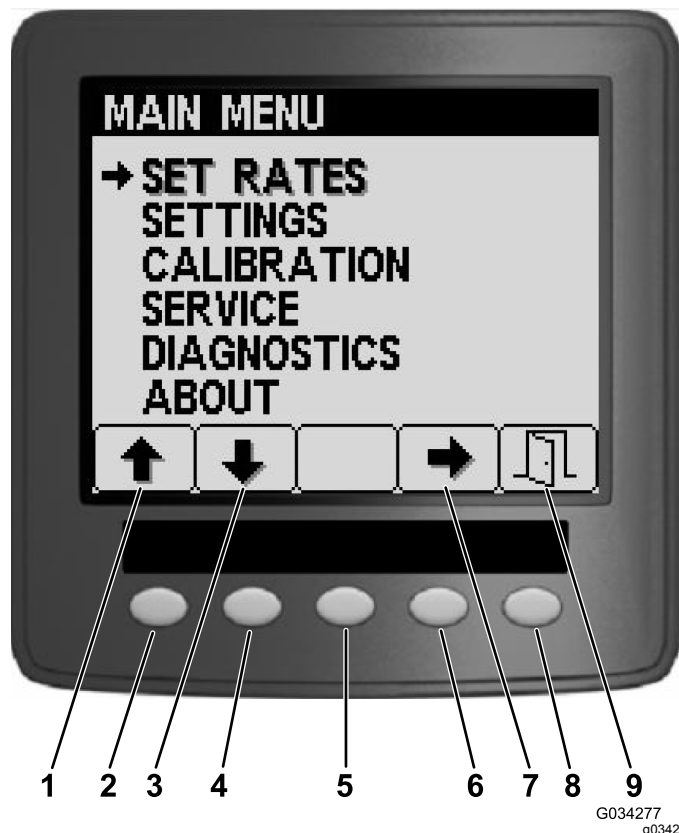 MAIN MENU
SET RATES
SETTINGS
CALIBRATION
SERVICE
DIAGNOSTICS
ABOUT
1 2 3 4 5 6 7 8 9
G034277
g0342